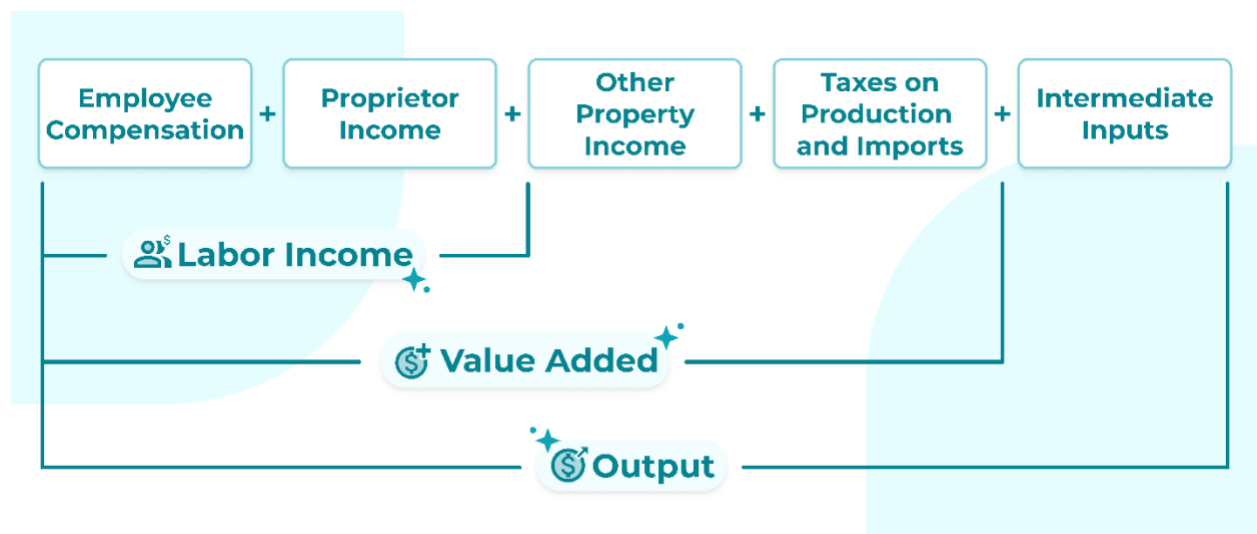 Employee
Compensation
+
Proprietor
Income
+
Other
Property
Income
+
Taxes on
Production
and Imports
+
Intermediate
Inputs
Labor Income
Value Added
Output